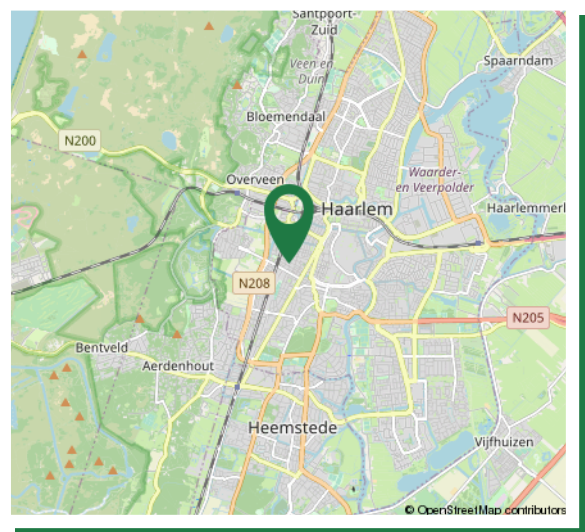 Santpoort-
Zuid
Spaarndam
Veen en
Duin
Bloemendaal
N200
Waarder-
en Veerpolder
Overveen
Haarlem
Haarlemmerl
N208
N205
Bentveld
Aerdenhout
Heemstede
Vijfhuizen
© OpenStreetMap contributors